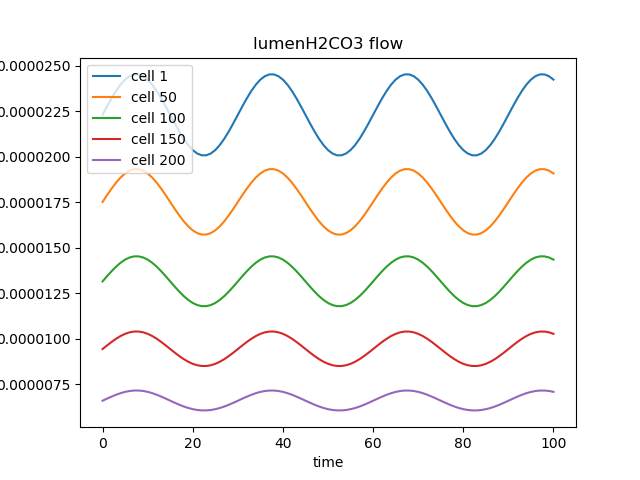 lumenH2CO3 flow
cell 1
cell 50
cell 100
cell 150
cell 200
0.0000250
0.0000225
0.0000200
0.0000175
0.0000150
0.0000125
0.0000100
0.0000075
0 20 40 60 80 100
time